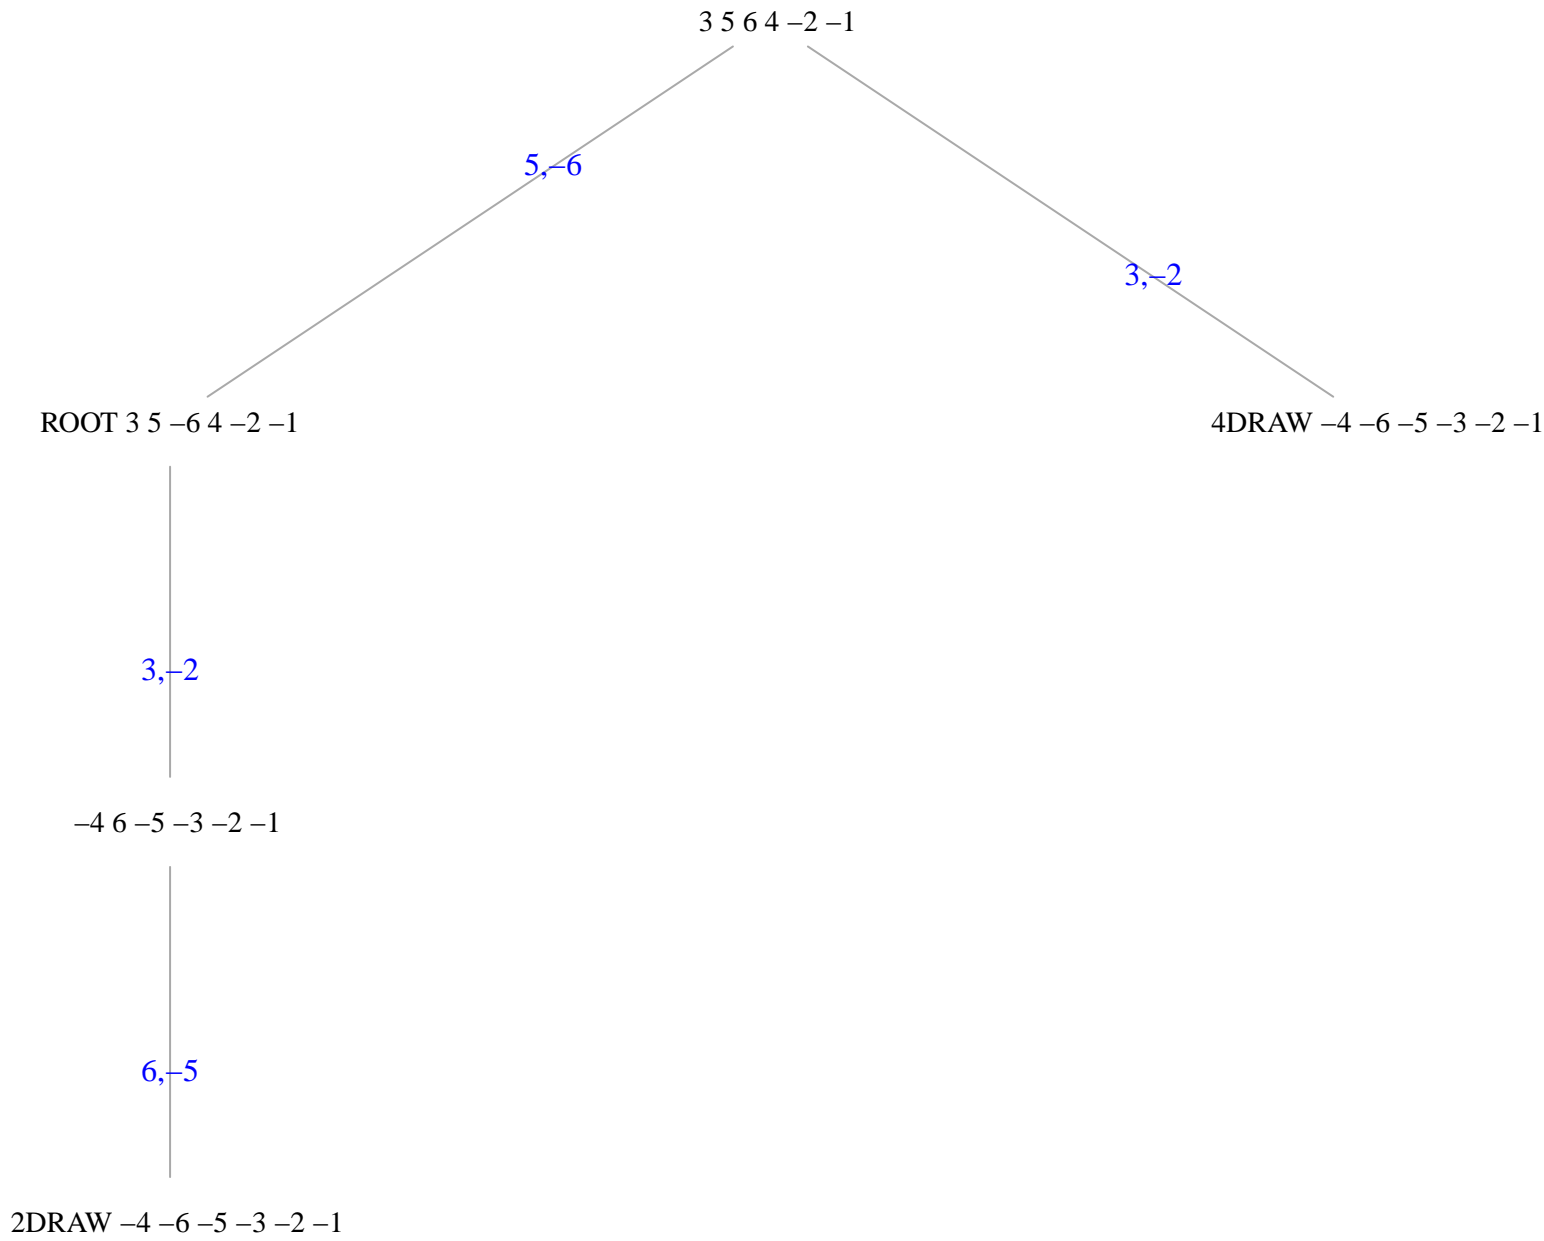 3 5 6 4 –2 –1
5,–6
3,–2
ROOT 3 5 –6 4 –2 –1
4DRAW –4 –6 –5 –3 –2 –1
3,–2
–4 6 –5 –3 –2 –1
6,–5
2DRAW –4 –6 –5 –3 –2 –1